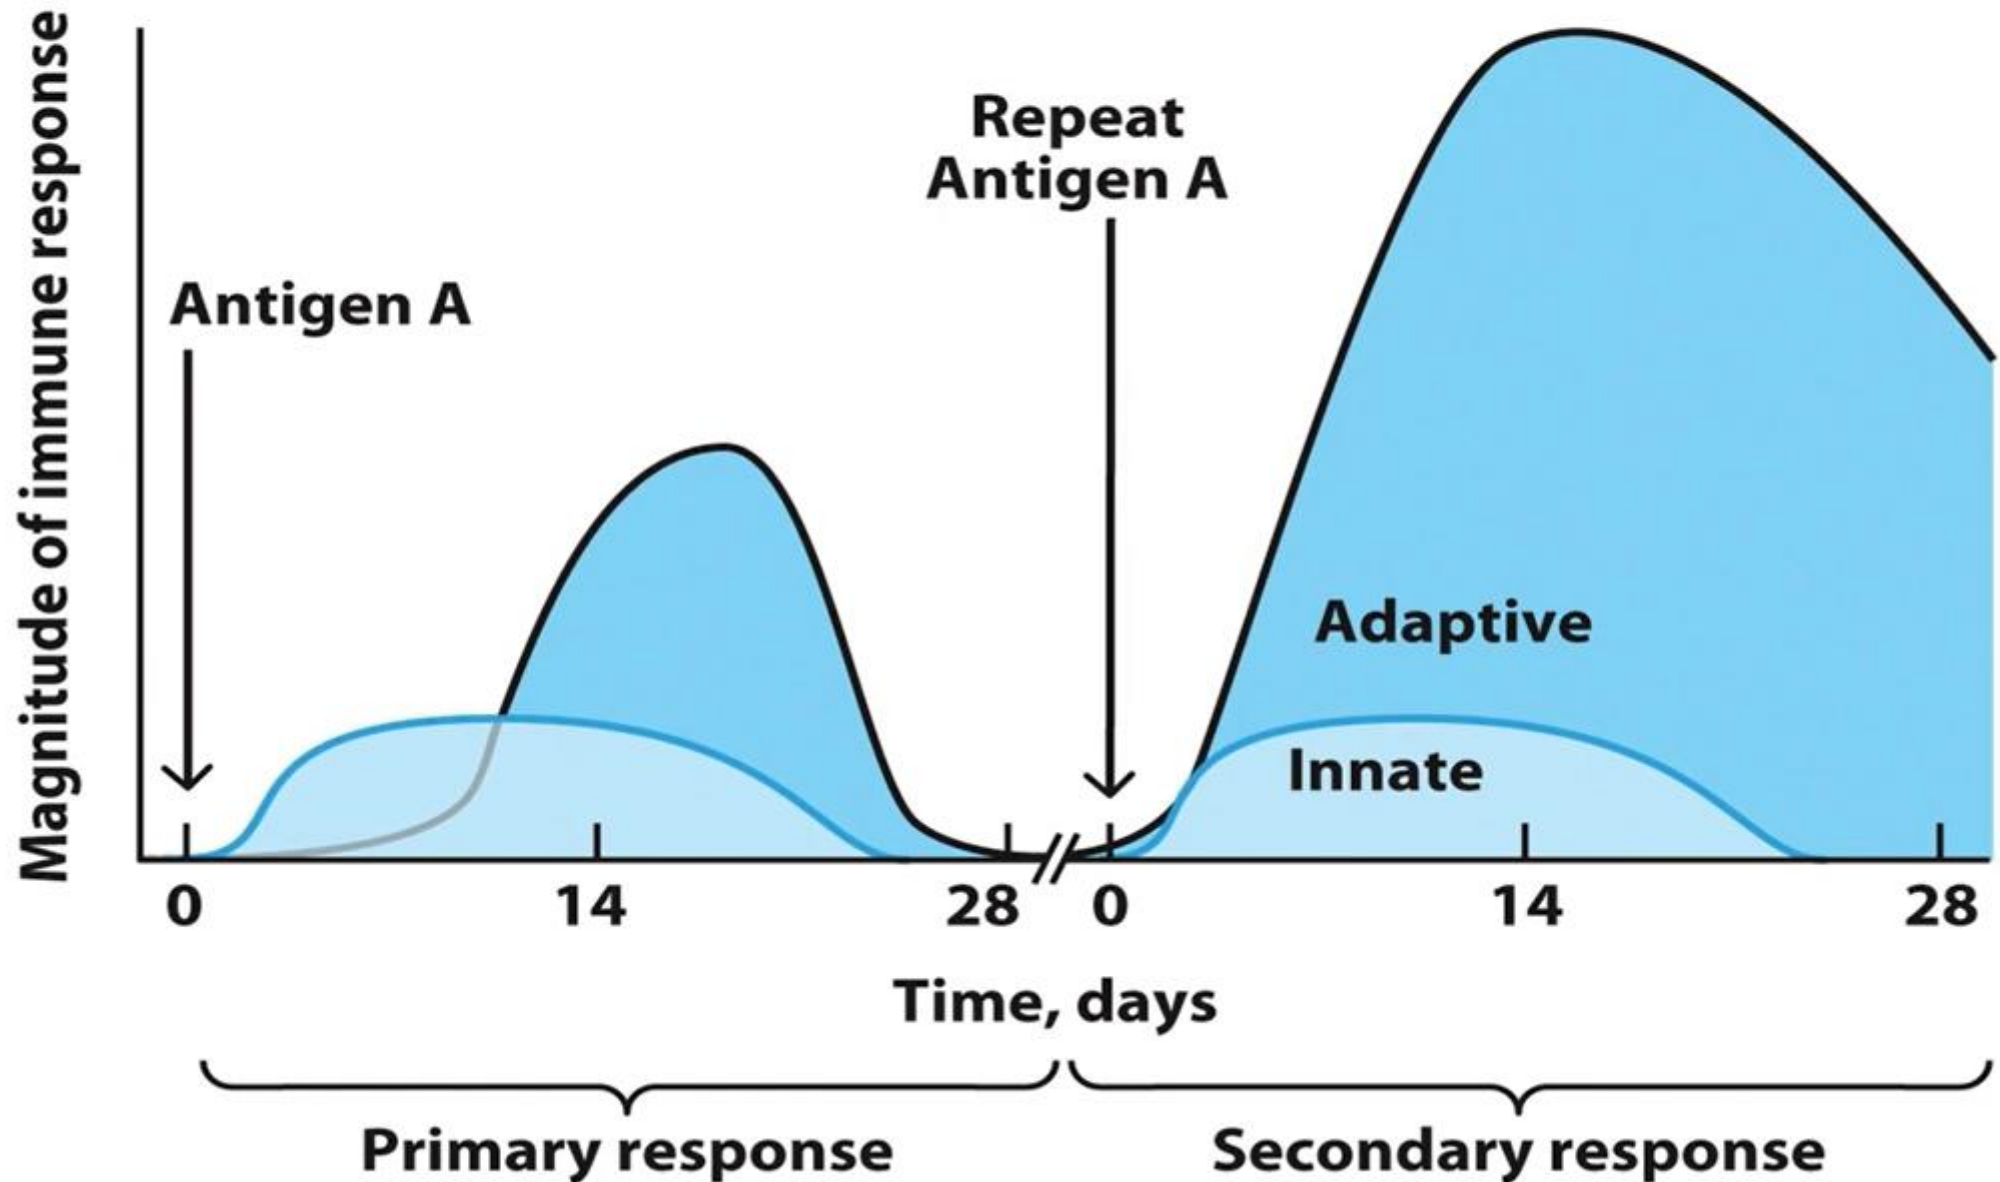 Magnitude of immune response
Antigen A
Repeat
Antigen A
Adaptive
Innate
0 14 28 0 14 28
Time, days
Primary response Secondary response